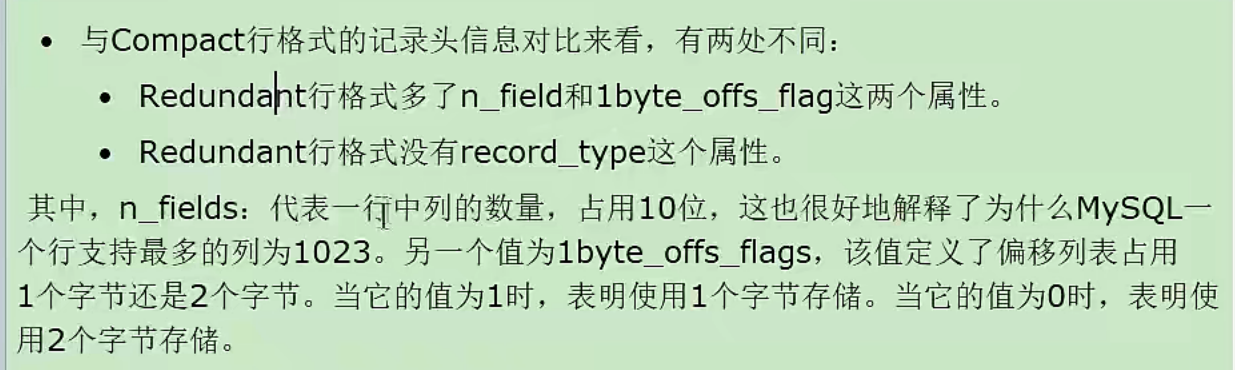 • 与Compact行格式的记录头信息对比来看，有两处不同：
• Redundant行格式多了n_field和1byte_offs_flag这两个属性。
• Redundant行格式没有record_type这个属性。
其中，n_fields：代表一行中列的数量，占用10位，这也很好地解释了为什么MySQL一
个行支持最多的列为1023。另一个值为1byte_offs_flags，该值定义了偏移列表占用
1个字节还是2个字节。当它的值为1时，表明使用1个字节存储。当它的值为0时，表明使
用2个字节存储。